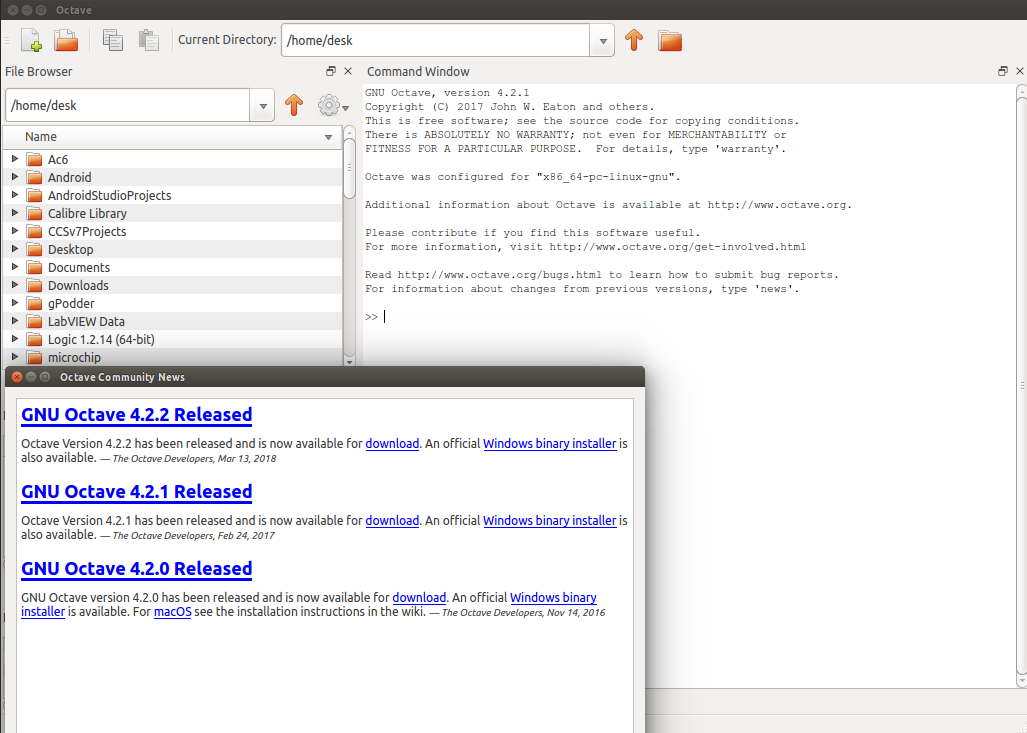 Octave
Current Directory: /home/desk
File Browser
/home/desk
Name
Ac6
Android
AndroidStudioProjects
Calibre Library
CCSv7Projects
Desktop
Documents
Downloads
gPodder
LabVIEW Data
Logic 1.2.14 (64-bit)
microchip
Command Window
GNU Octave, version 4.2.1
Copyright (C) 2017 John W. Eaton and others.
This is free software; see the source code for copying conditions.
There is ABSOLUTELY NO WARRANTY; not even for MERCHANTABILITY or
FITNESS FOR A PARTICULAR PURPOSE.  For details, type 'warranty'.
Octave was configured for "x86_64-pc-linux-gnu".
Additional information about Octave is available at http://www.octave.org.
Please contribute if you find this software useful.
For more information, visit http://www.octave.org/get-involved.html
Read http://www.octave.org/bugs.html to learn how to submit bug reports.
For information about changes from previous versions, type 'news'.
>>
Octave Community News
GNU Octave 4.2.2 Released
Octave Version 4.2.2 has been released and is now available for download. An official Windows binary installer is
also available. — The Octave Developers, Mar 13, 2018
GNU Octave 4.2.1 Released
Octave Version 4.2.1 has been released and is now available for download. An official Windows binary installer is
also available. — The Octave Developers, Feb 24, 2017
GNU Octave 4.2.0 Released
GNU Octave version 4.2.0 has been released and is now available for download. An official Windows binary
installer is available. For macOS see the installation instructions in the wiki. — The Octave Developers, Nov 14, 2016